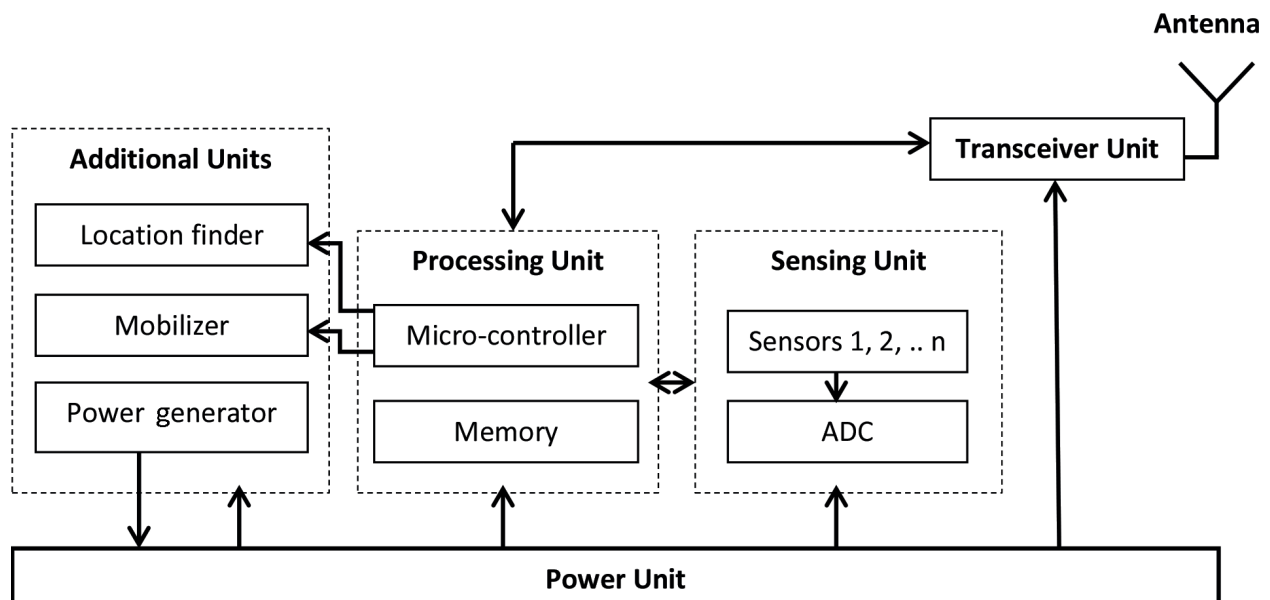 Antenna
Transceiver Unit
Additional Units
Location finder
Mobilizer
Power generator
Processing Unit
Micro-controller
Memory
Sensing Unit
Sensors 1, 2, .. n
ADC
Power Unit